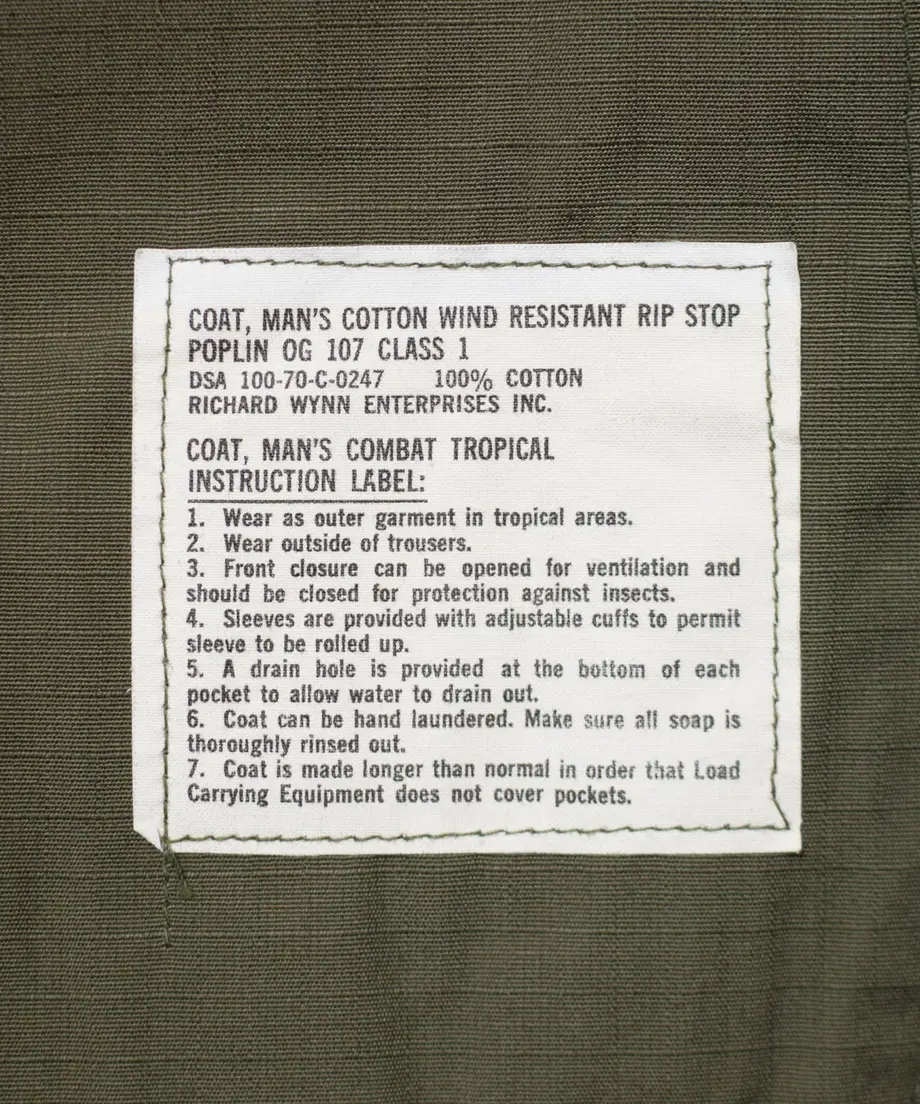 COAT, MAN'S COTTON WIND RESISTANT RIP STOP
POPLIN OG 107 CLASS 1
DSA 100-70-C-0247 100% COTTON
RICHARD WYNN ENTERPRISES INC.
COAT, MAN'S COMBAT TROPICAL
INSTRUCTION LABEL:
1. Wear as outer garment in tropical areas.
2. Wear outside of trousers.
3. Front closure can be opened for ventilation and
should be closed for protection against insects.
4. Sleeves are provided with adjustable cuffs to permit
sleeve to be rolled up.
5. A drain hole is provided at the bottom of each
pocket to allow water to drain out.
6. Coat can be hand laundered. Make sure all soap is
thoroughly rinsed out.
7. Coat is made longer than normal in order that Load
Carrying Equipment does not cover pockets.